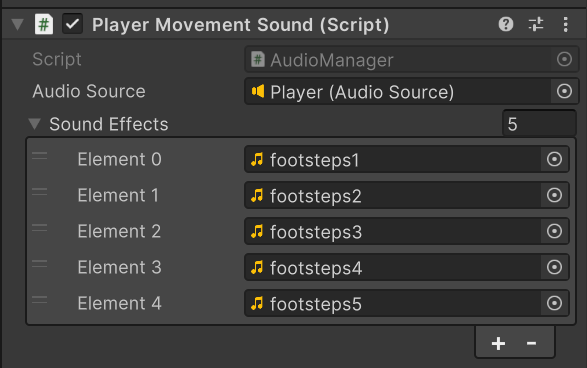 Player Movement Sound (Script)
Script AudioManager
Audio Source Player (Audio Source)
Sound Effects 5
Element 0 footsteps1
Element 1 footsteps2
Element 2 footsteps3
Element 3 footsteps4
Element 4 footsteps5
+ -